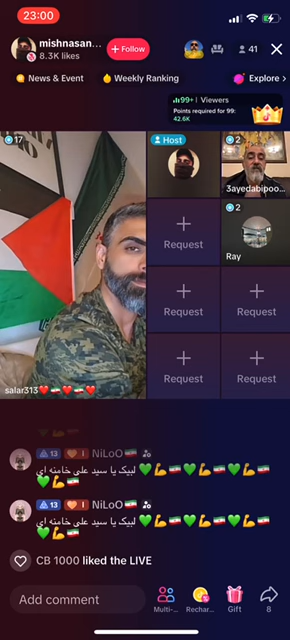 23:00
mishnasan...
8.3K likes
+ Follow
41
News & Event
Weekly Ranking
Explore >
99+ Viewers
Points required for 99:
42.6K
17
Host
2
3ayedabipoo...
Request
2
Ray
Request
Request
Request
Request
Request
salar313❤️🇮🇷❤️🇮🇷❤️🇮🇷❤️
13 I NiLoO🇮🇷
لبيک یا سید علی خامنه ای 💚💪🇮🇷💚💪🇮🇷💚💪🇮🇷
💚💪🇮🇷
13 I NiLoO🇮🇷
لبيک یا سید علی خامنه ای 💚💪🇮🇷💚💪🇮🇷💚💪🇮🇷
💚💪🇮🇷
CB 1000 liked the LIVE
Add comment
Multi-...
Rechar...
Gift
8